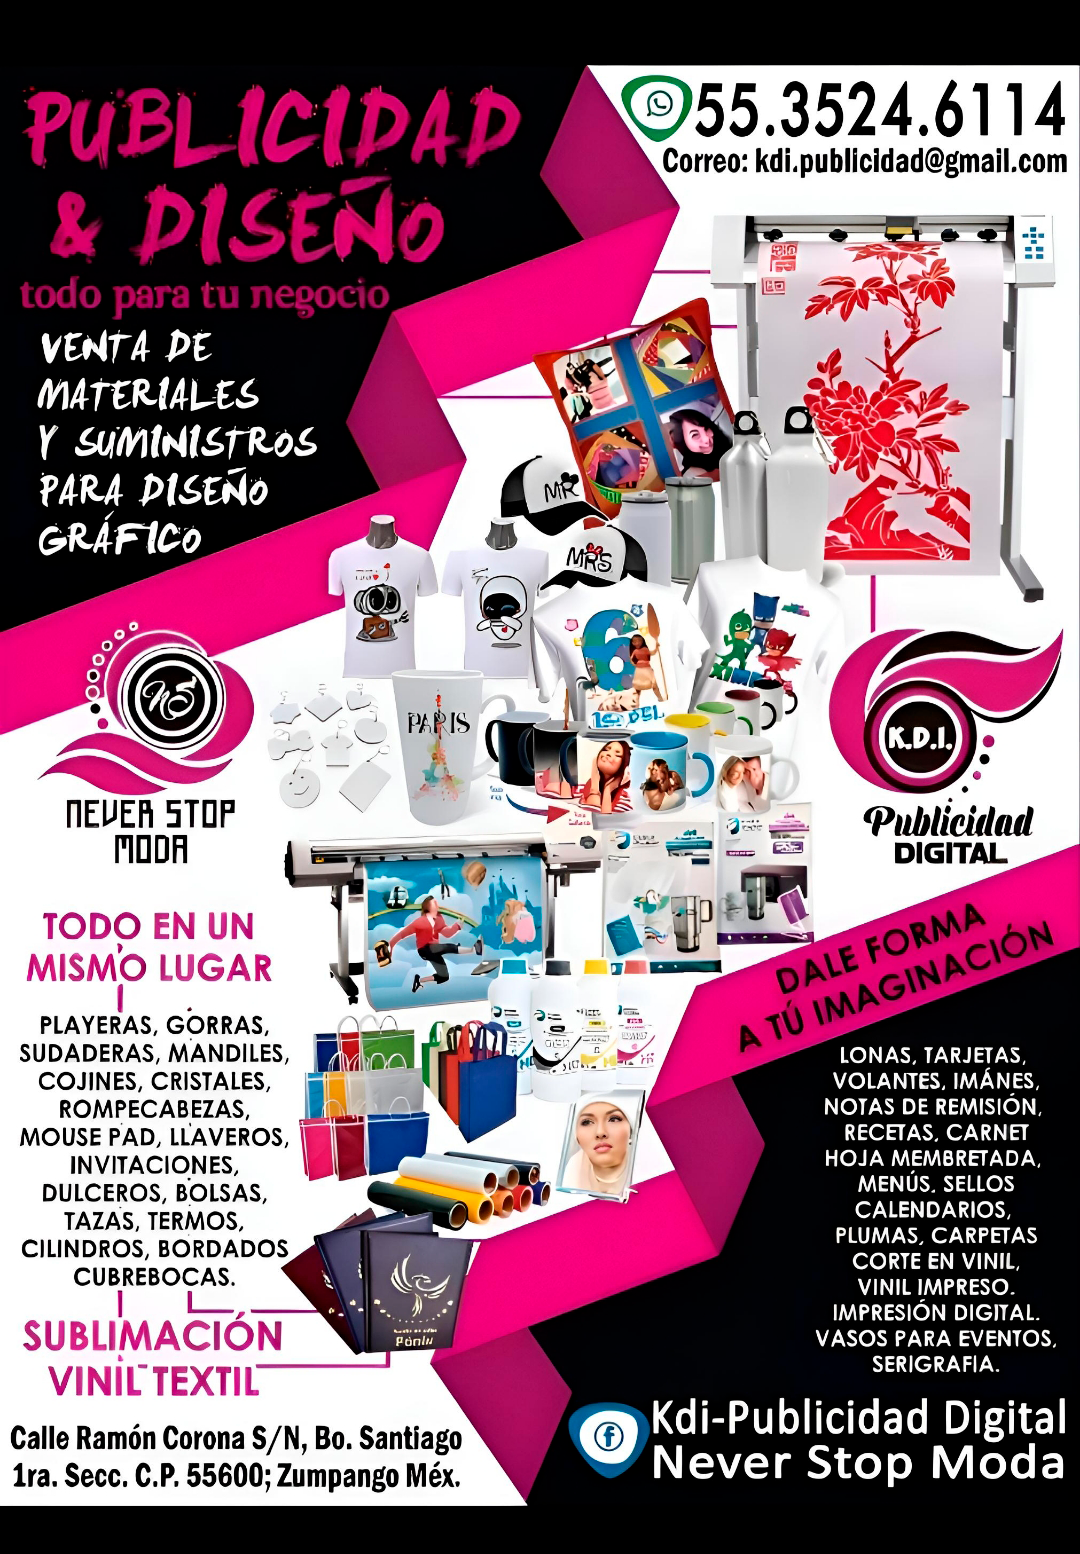 PUBLICIDAD
& DISEÑO
todo para tu negocio
VENTA DE
MATERIALES
Y SUMINISTROS
PARA DISEÑO
GRÁFICO
55.3524.6114
Correo: kdi.publicidad@gmail.com
MR
MRS
6
PARIS
NS
NEVER STOP
MODA
K.D.I.
Publicidad
DIGITAL
TODO EN UN
MISMO LUGAR
PLAYERAS, GORRAS,
SUDADERAS, MANDILES,
COJINES, CRISTALES,
ROMPECABEZAS,
MOUSE PAD, LLAVEROS,
INVITACIONES,
DULCEROS, BOLSAS,
TAZAS, TERMOS,
CILINDROS, BORDADOS
CUBREBOCAS.
SUBLIMACIÓN
VINIL TEXTIL
DALE FORMA
A TÚ IMAGINACIÓN
LONAS, TARJETAS,
VOLANTES, IMÁNES,
NOTAS DE REMISIÓN,
RECETAS, CARNET
HOJA MEMBRETADA,
MENÚS, SELLOS
CALENDARIOS,
PLUMAS, CARPETAS
CORTE EN VINIL,
VINIL IMPRESO.
IMPRESIÓN DIGITAL.
VASOS PARA EVENTOS,
SERIGRAFIA.
Calle Ramón Corona S/N, Bo. Santiago
1ra. Secc. C.P. 55600; Zumpango Méx.
Kdi-Publicidad Digital
Never Stop Moda